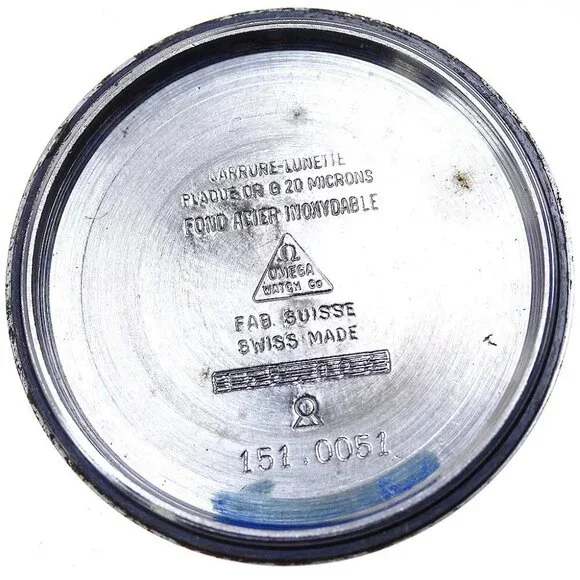 CARRURE-LUNETTE
PLAQUE OR G 20 MICRONS
FOND ACIER INOXYDABLE
Ω
OMEGA
WATCH Co
FAB. SUISSE
SWISS MADE
151.0051